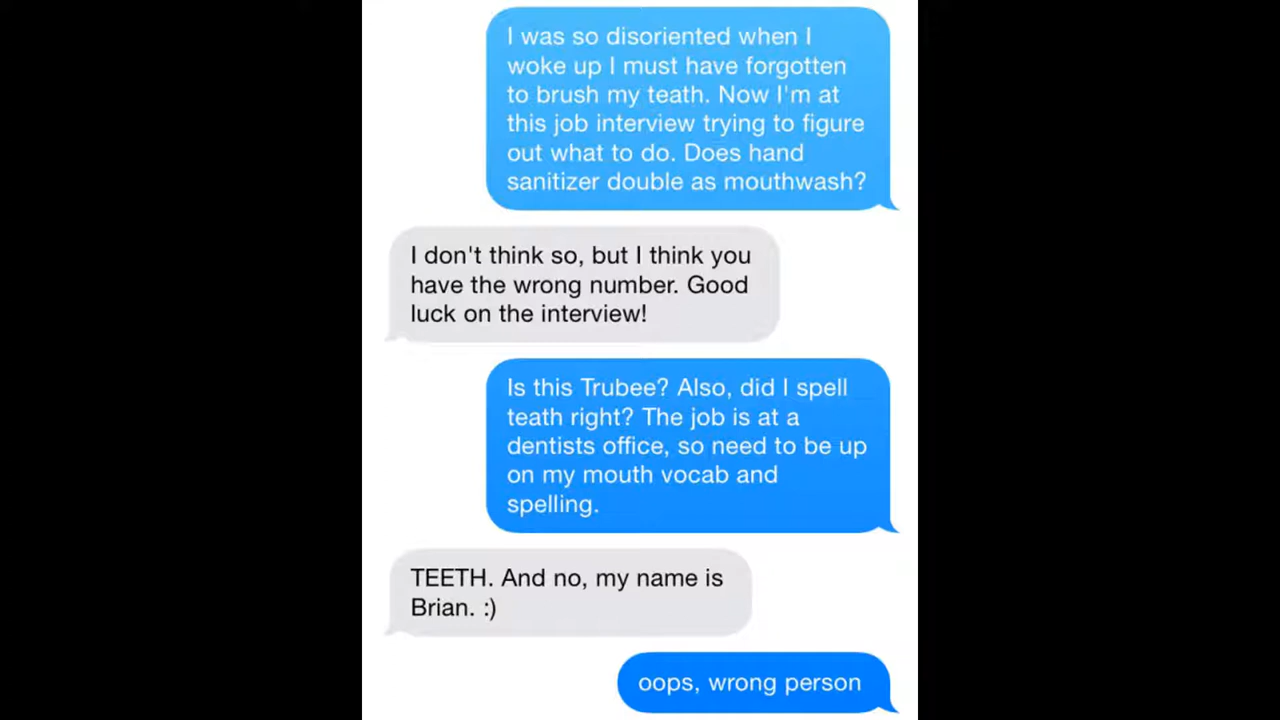 I was so disoriented when I
woke up I must have forgotten
to brush my teath. Now I'm at
this job interview trying to figure
out what to do. Does hand
sanitizer double as mouthwash?
I don't think so, but I think you
have the wrong number. Good
luck on the interview!
Is this Trubee? Also, did I spell
teath right? The job is at a
dentists office, so need to be up
on my mouth vocab and
spelling.
TEETH. And no, my name is
Brian. :)
oops, wrong person